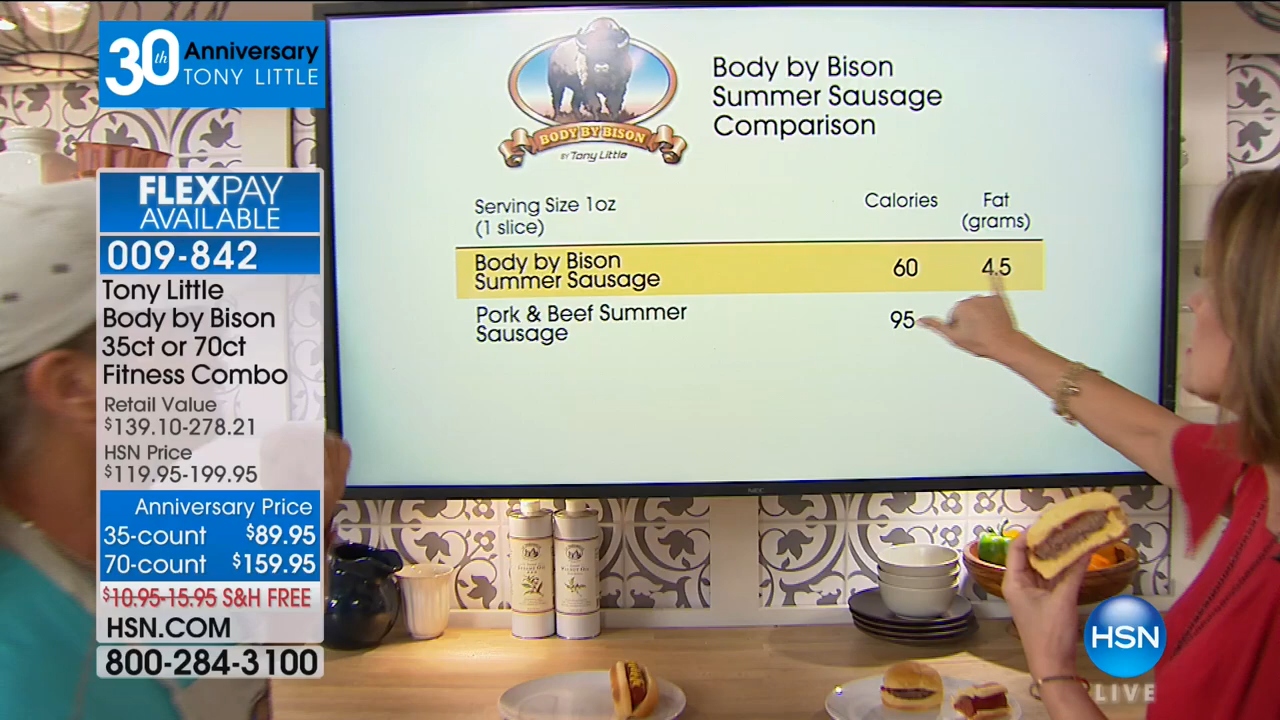 30th Anniversary
TONY LITTLE
FLEXPAY
AVAILABLE
009-842
Tony Little
Body by Bison
35ct or 70ct
Fitness Combo
Retail Value
$139.10-278.21
HSN Price
$119.95-199.95
Anniversary Price
35-count $89.95
70-count $159.95
$10.95-15.95 S&H FREE
HSN.COM
800-284-3100
BODY BY BISON
BY Tony Little
Body by Bison
Summer Sausage
Comparison
Serving Size 1oz
(1 slice)
Calories
Fat
(grams)
Body by Bison
Summer Sausage
60
4.5
Pork & Beef Summer
Sausage
95
NEC
HSN
LIVE